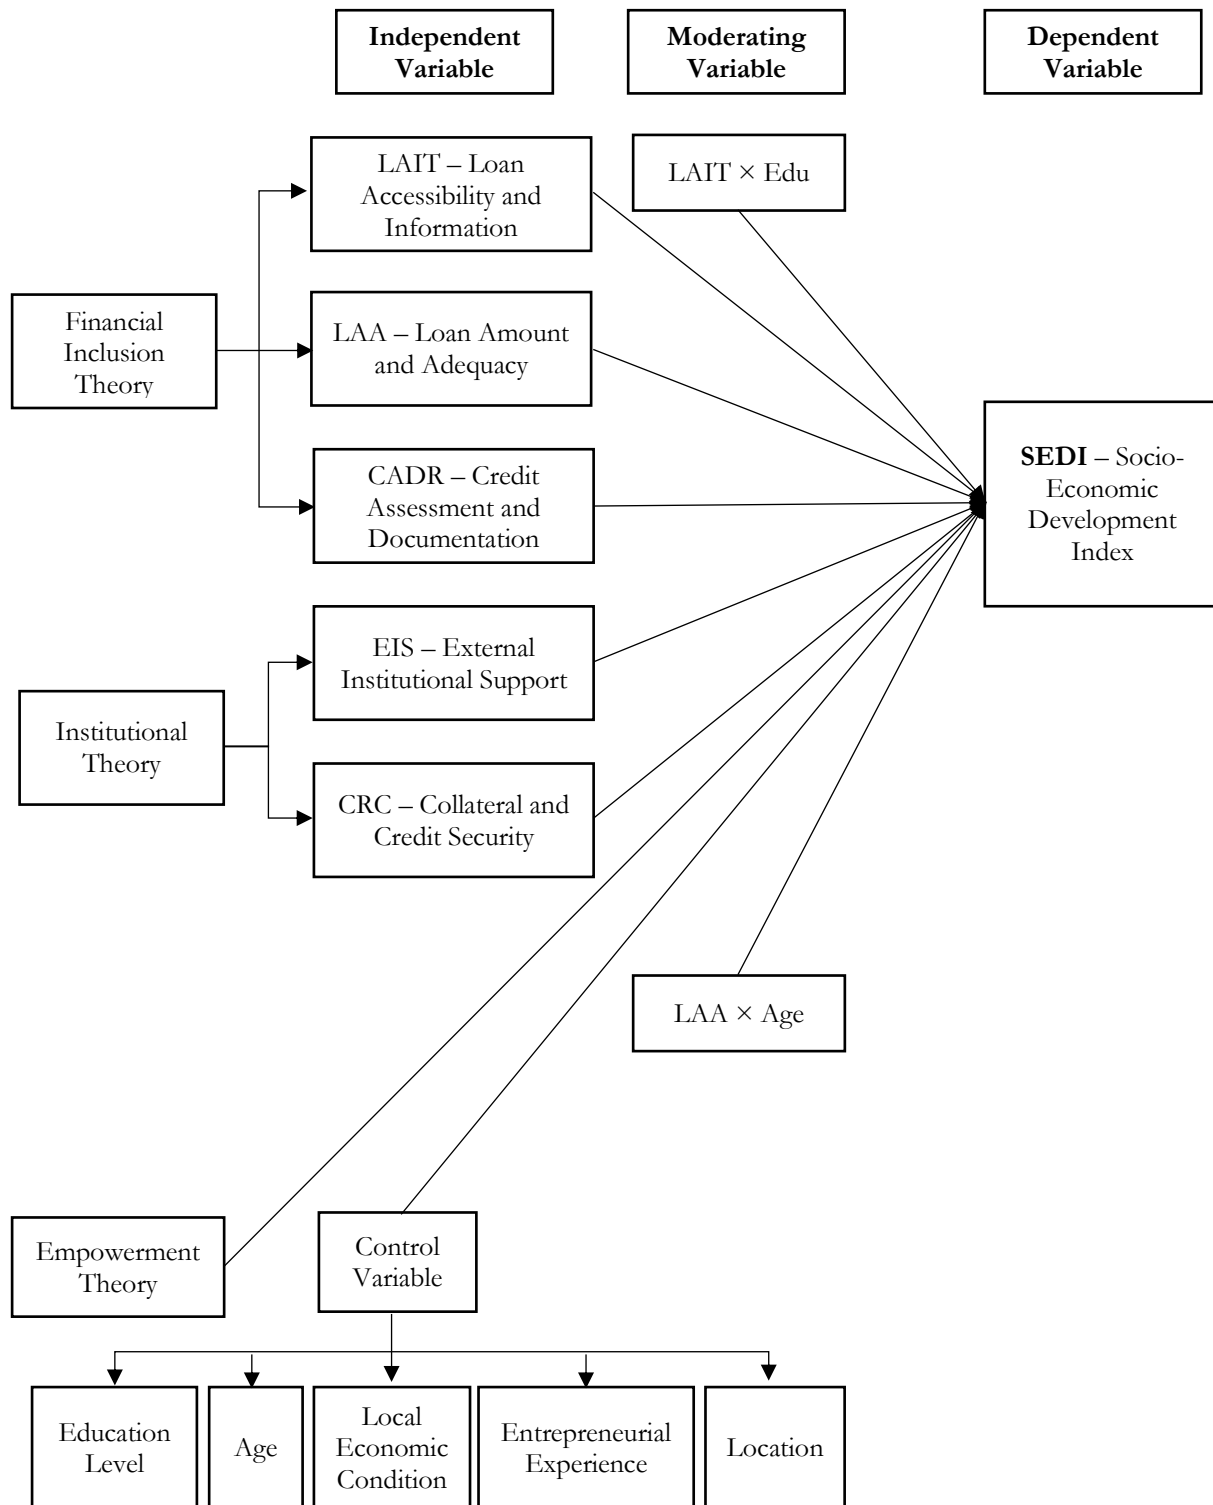 Independent
Variable
Moderating
Variable
Dependent
Variable
LAIT – Loan
Accessibility and
Information
LAIT × Edu
Financial
Inclusion
Theory
LAA – Loan Amount
and Adequacy
CADR – Credit
Assessment and
Documentation
SEDI – Socio-
Economic
Development
Index
EIS – External
Institutional Support
Institutional
Theory
CRC – Collateral and
Credit Security
LAA × Age
Empowerment
Theory
Control
Variable
Education
Level
Age
Local
Economic
Condition
Entrepreneurial
Experience
Location